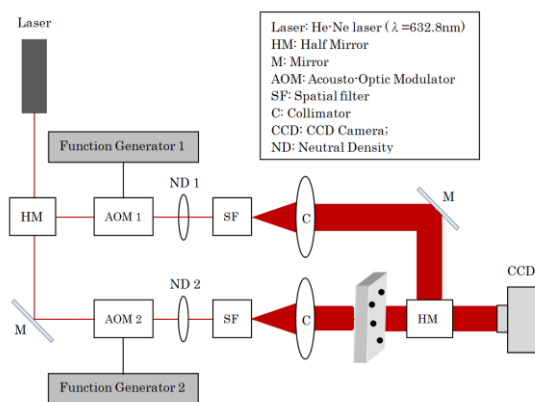 Laser
Laser: He-Ne laser (λ=632.8nm)
HM: Half Mirror
M: Mirror
AOM: Acousto-Optic Modulator
SF: Spatial filter
C: Collimator
CCD: CCD Camera;
ND: Neutral Density
Function Generator 1
ND 1
M
HM
AOM 1
SF
C
CCD
ND 2
M
AOM 2
SF
C
HM
Function Generator 2